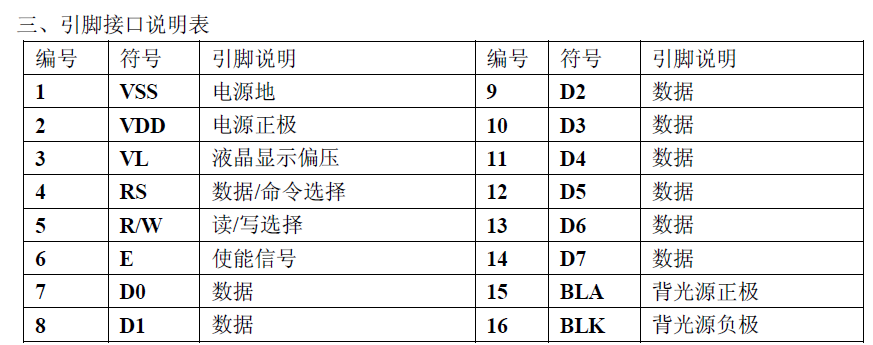 三、引脚接口说明表
编号 符号 引脚说明 编号 符号 引脚说明
1 VSS 电源地 9 D2 数据
2 VDD 电源正极 10 D3 数据
3 VL 液晶显示偏压 11 D4 数据
4 RS 数据/命令选择 12 D5 数据
5 R/W 读/写选择 13 D6 数据
6 E 使能信号 14 D7 数据
7 D0 数据 15 BLA 背光源正极
8 D1 数据 16 BLK 背光源负极